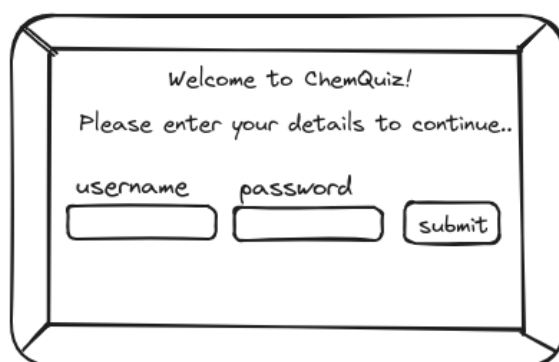 Welcome to ChemQuiz!
Please enter your details to continue..
username password
submit